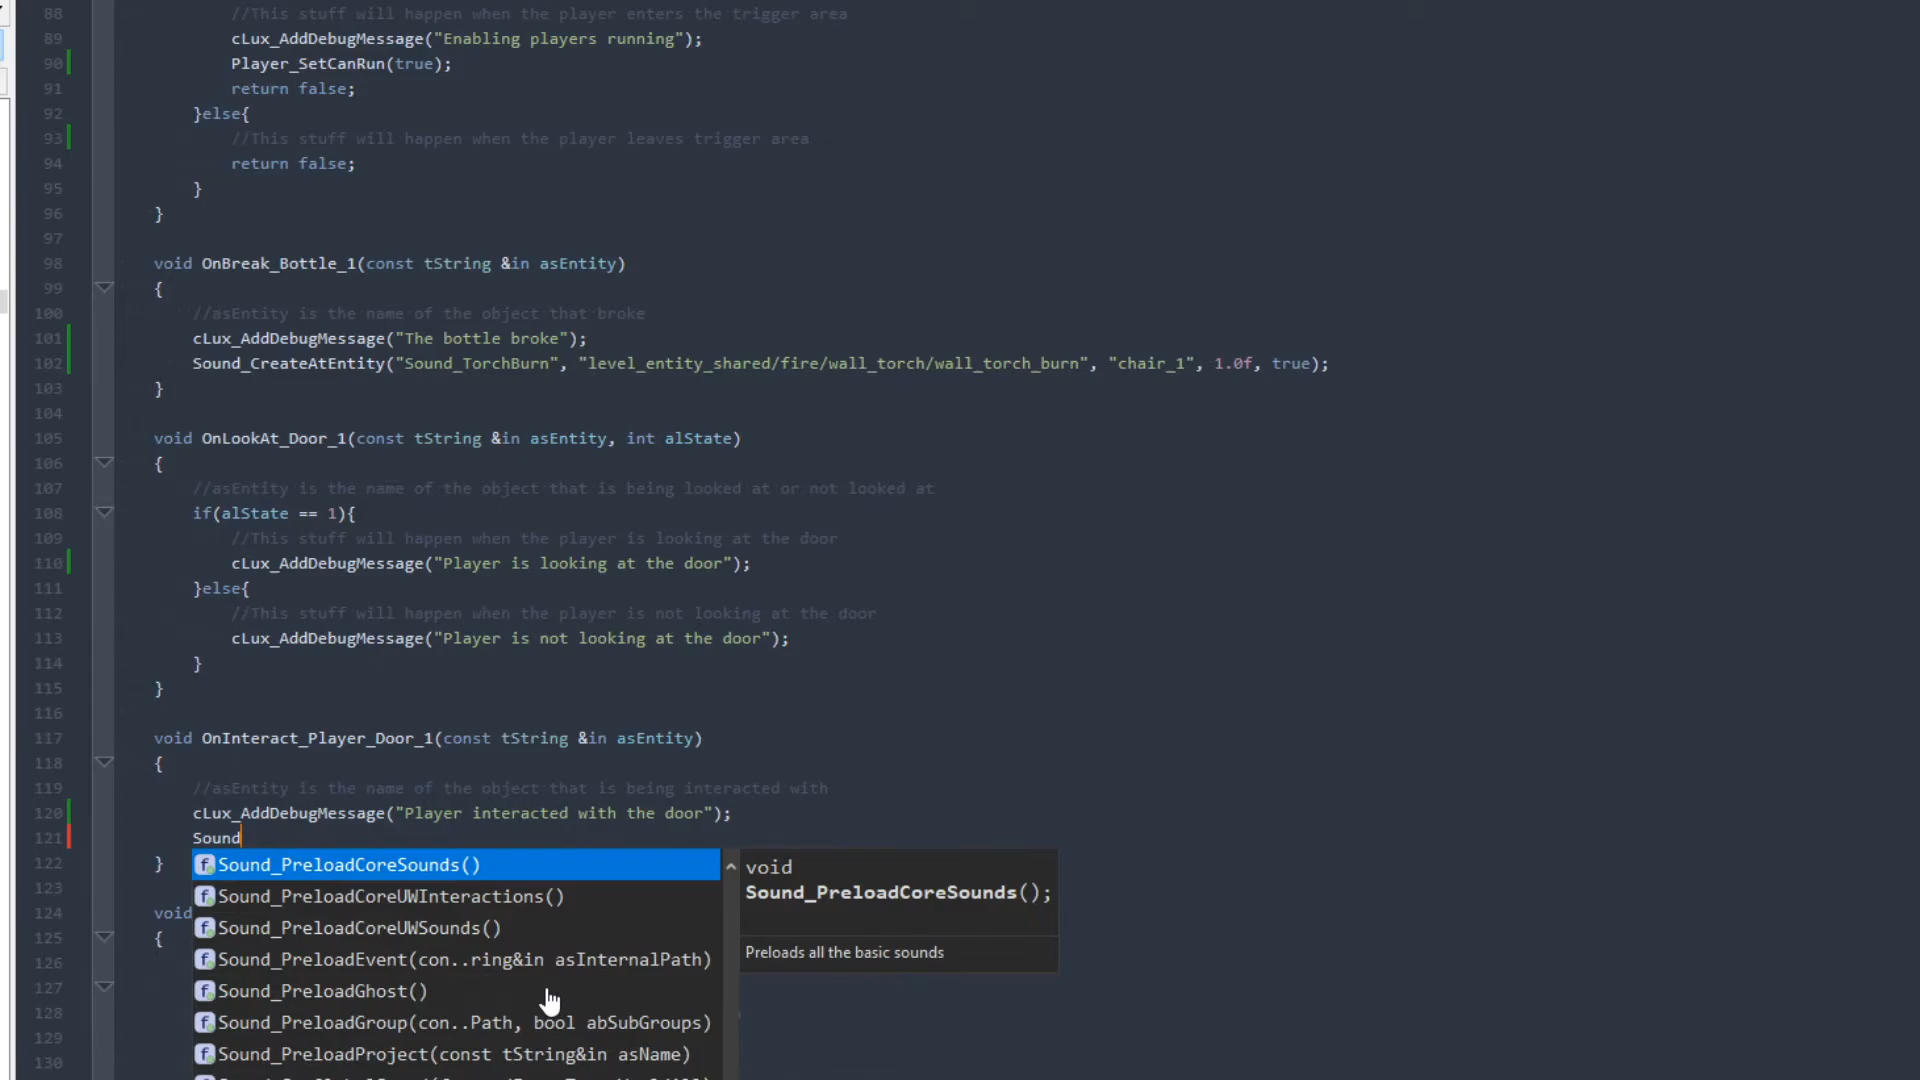 88 //This stuff will happen when the player enters the trigger area
89 cLux_AddDebugMessage("Enabling players running");
90 Player_SetCanRun(true);
91 return false;
92 }else{
93 //This stuff will happen when the player leaves trigger area
94 return false;
95 }
96 }
97
98 void OnBreak_Bottle_1(const tString &in asEntity)
99 {
100 //asEntity is the name of the object that broke
101 cLux_AddDebugMessage("The bottle broke");
102 Sound_CreateAtEntity("Sound_TorchBurn", "level_entity_shared/fire/wall_torch/wall_torch_burn", "chair_1", 1.0f, true);
103 }
104
105 void OnLookAt_Door_1(const tString &in asEntity, int alState)
106 {
107 //asEntity is the name of the object that is being looked at or not looked at
108 if(alState == 1){
109 //This stuff will happen when the player is looking at the door
110 cLux_AddDebugMessage("Player is looking at the door");
111 }else{
112 //This stuff will happen when the player is not looking at the door
113 cLux_AddDebugMessage("Player is not looking at the door");
114 }
115 }
116
117 void OnInteract_Player_Door_1(const tString &in asEntity)
118 {
119 //asEntity is the name of the object that is being interacted with
120 cLux_AddDebugMessage("Player interacted with the door");
121 Sound
122 }
123
124 void
125 {
126
127
128
129
130
f Sound_PreloadCoreSounds()
f Sound_PreloadCoreUWInteractions()
f Sound_PreloadCoreUWSounds()
f Sound_PreloadEvent(con..ring&in asInternalPath)
f Sound_PreloadGhost()
f Sound_PreloadGroup(con..Path, bool abSubGroups)
f Sound_PreloadProject(const tString&in asName)
void
Sound_PreloadCoreSounds();
Preloads all the basic sounds